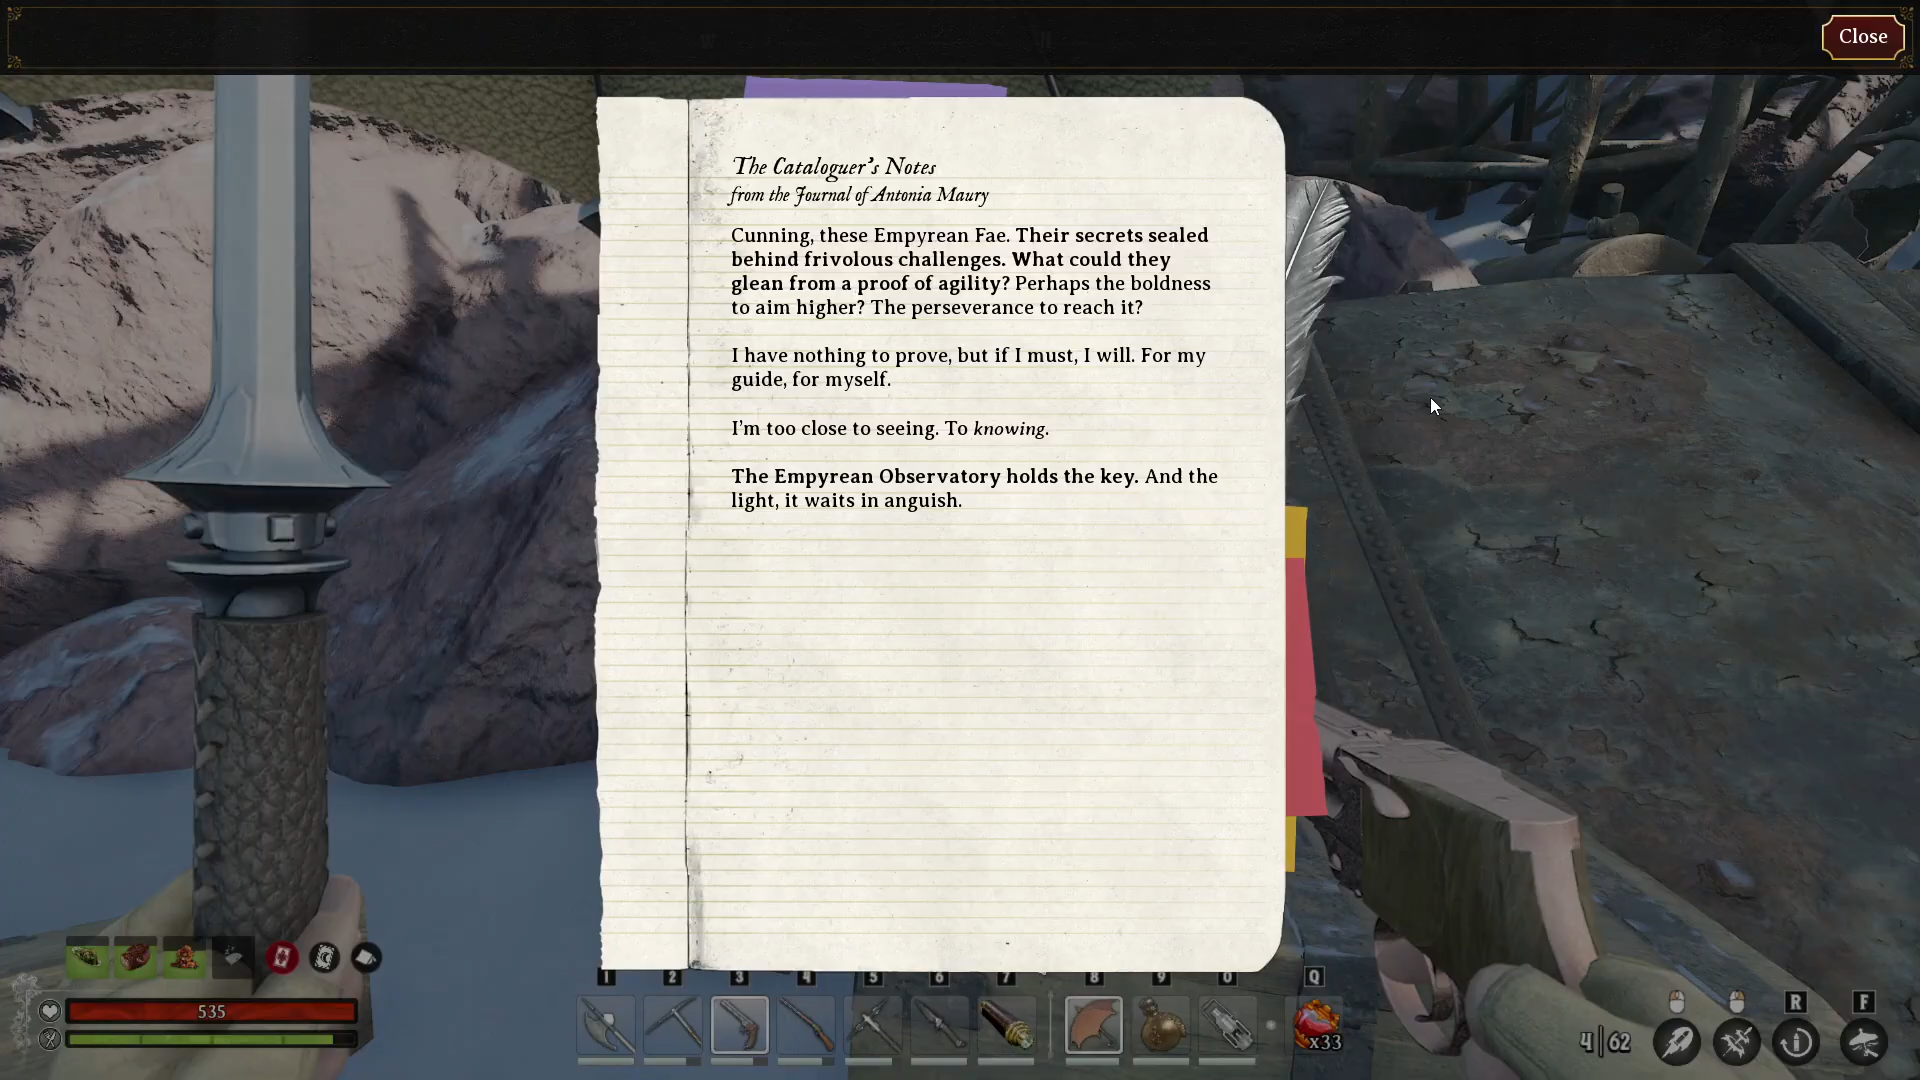 Close
The Cataloguer's Notes
from the Journal of Antonia Maury
Cunning, these Empyrean Fae. Their secrets sealed
behind frivolous challenges. What could they
glean from a proof of agility? Perhaps the boldness
to aim higher? The perseverance to reach it?
I have nothing to prove, but if I must, I will. For my
guide, for myself.
I'm too close to seeing. To knowing.
The Empyrean Observatory holds the key. And the
light, it waits in anguish.
1 2 3 4 5 6 7 8 9 0 Q
R F
535
x33
4|62